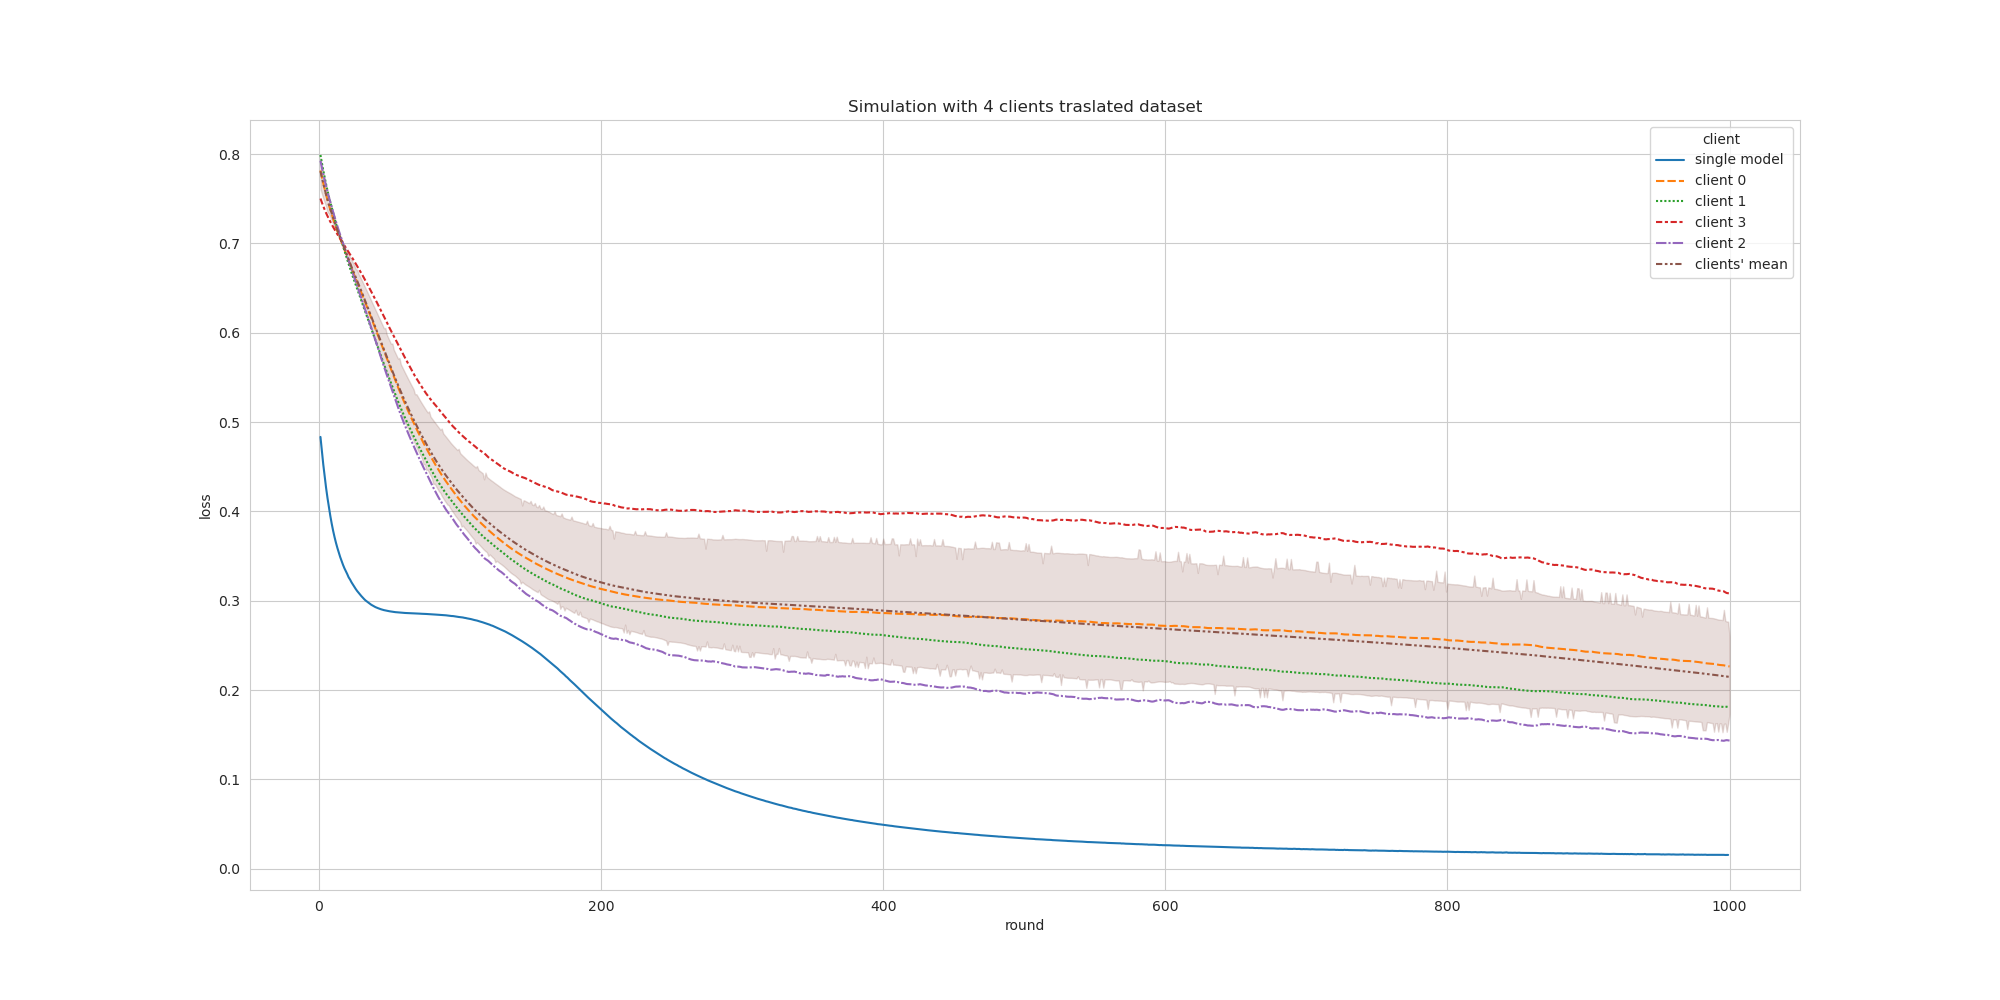 Simulation with 4 clients traslated dataset
client
single model
client 0
client 1
client 3
client 2
clients' mean
0.8
0.7
0.6
0.5
0.4
0.3
0.2
0.1
0.0
loss
0
200
400
600
800
1000
round